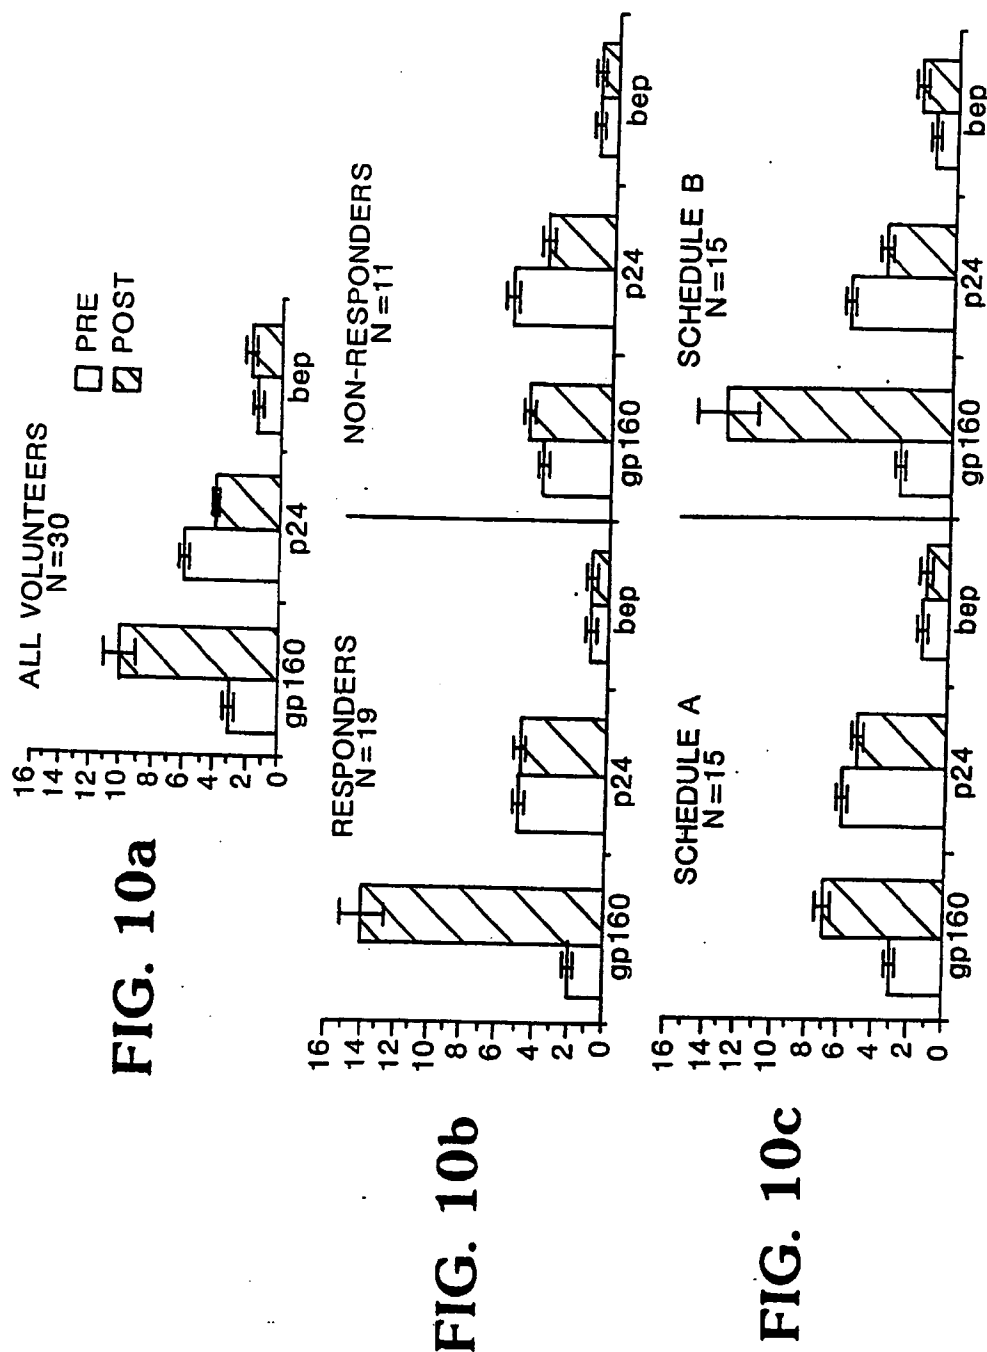 FIG. 10a
ALL VOLUNTEERS
N=30
PRE
POST
16
14
12
10
8
6
4
2
0
gp160
p24
bep
FIG. 10b
RESPONDERS
N=19
NON-RESPONDERS
N=11
16
14
12
10
8
6
4
2
0
gp160
p24
bep
gp160
p24
bep
FIG. 10c
SCHEDULE A
N=15
SCHEDULE B
N=15
16
14
12
10
8
6
4
2
0
gp160
p24
bep
gp160
p24
bep